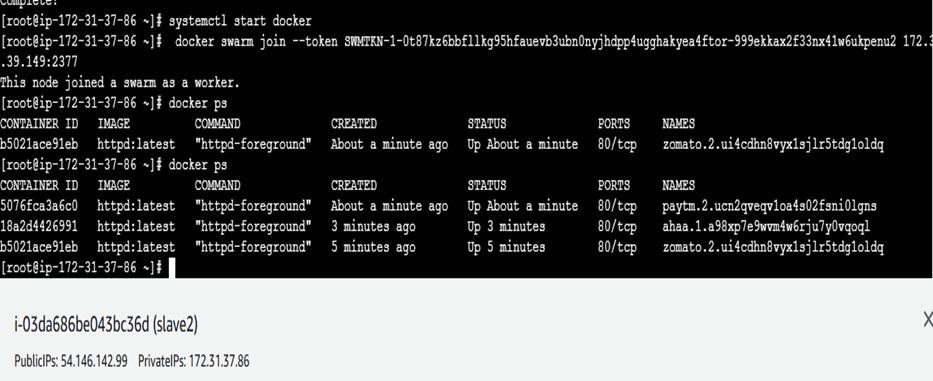 Complete!
[root@ip-172-31-37-86 ~]# systemctl start docker
[root@ip-172-31-37-86 ~]#  docker swarm join --token SWMTKN-1-0t87kz6bbfllkg95hfauevb3ubn0nyjhdpp4ugghakyea4ftor-999ekkax2f33nx41w6ukpenu2 172.3
.39.149:2377
This node joined a swarm as a worker.
[root@ip-172-31-37-86 ~]# docker ps
CONTAINER ID   IMAGE          COMMAND              CREATED              STATUS              PORTS     NAMES
b5021ace91eb   httpd:latest   "httpd-foreground"   About a minute ago   Up About a minute   80/tcp    zomato.2.ui4cdhn8vyx1sjlr5tdg1oldq
[root@ip-172-31-37-86 ~]# docker ps
CONTAINER ID   IMAGE          COMMAND              CREATED              STATUS              PORTS     NAMES
5076fca3a6c0   httpd:latest   "httpd-foreground"   About a minute ago   Up About a minute   80/tcp    paytm.2.ucn2qveqv1oa4s02fsni0lgns
18a2d4426991   httpd:latest   "httpd-foreground"   3 minutes ago        Up 3 minutes        80/tcp    ahaa.1.a98xp7e9wvm4w6rju7y0vqoql
b5021ace91eb   httpd:latest   "httpd-foreground"   5 minutes ago        Up 5 minutes        80/tcp    zomato.2.ui4cdhn8vyx1sjlr5tdg1oldq
[root@ip-172-31-37-86 ~]#
i-03da686be043bc36d (slave2)
X
PublicIPs: 54.146.142.99 PrivateIPs: 172.31.37.86